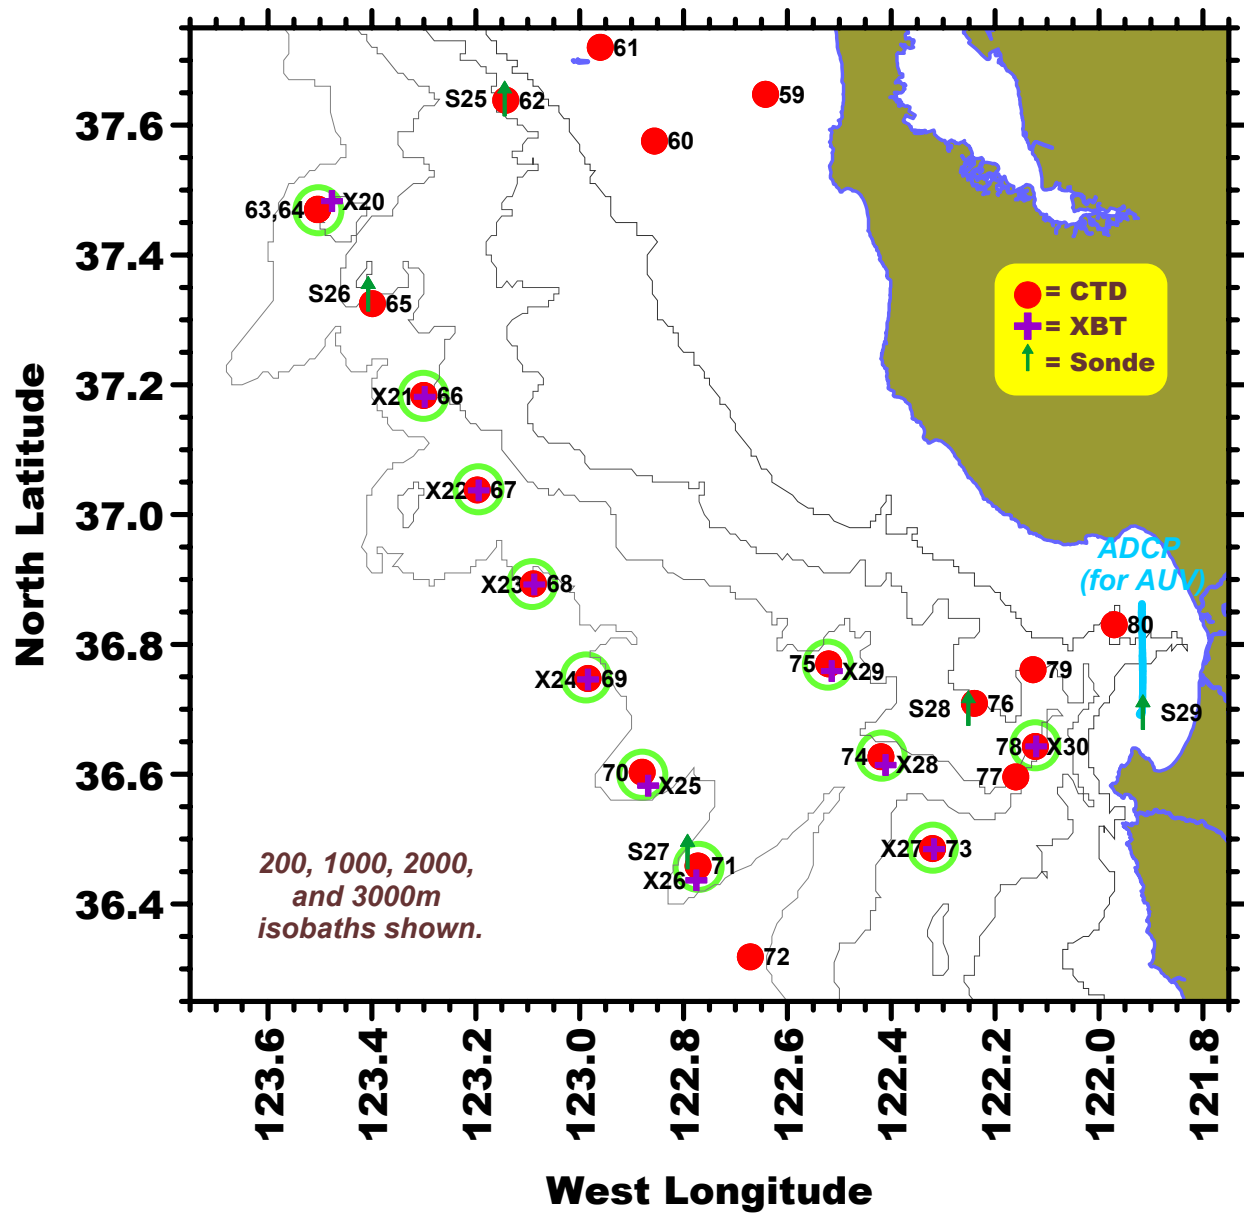 61
59
S25
62
37.6
60
63,64
X20
37.4
S26
65
= CTD
= XBT
= Sonde
37.2
X21
66
X22
67
37.0
ADCP
(for AUV)
X23
68
80
36.8
X24
69
75
X29
79
S28
76
S29
74
X28
78
X30
77
70
X25
36.6
S27
71
X26
X27
73
200, 1000, 2000,
and 3000m
isobaths shown.
36.4
72
North Latitude
123.6
123.4
123.2
123.0
122.8
122.6
122.4
122.2
122.0
121.8
West Longitude